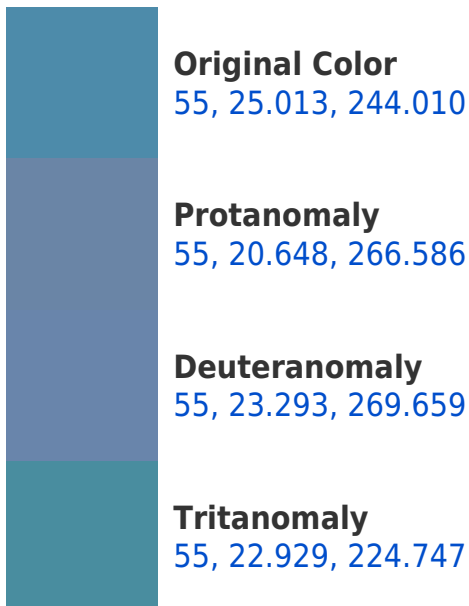 Original Color
55, 25.013, 244.010
Protanomaly
55, 20.648, 266.586
Deuteranomaly
55, 23.293, 269.659
Tritanomaly
55, 22.929, 224.747